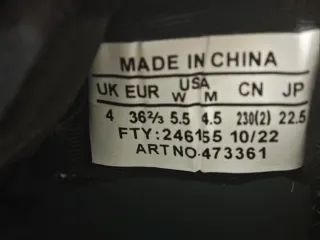 MADE IN CHINA
UK EUR USA W M CN JP
4 36⅔ 5.5 4.5 230(2) 22.5
FTY:246155 10/22
ART NO.473361